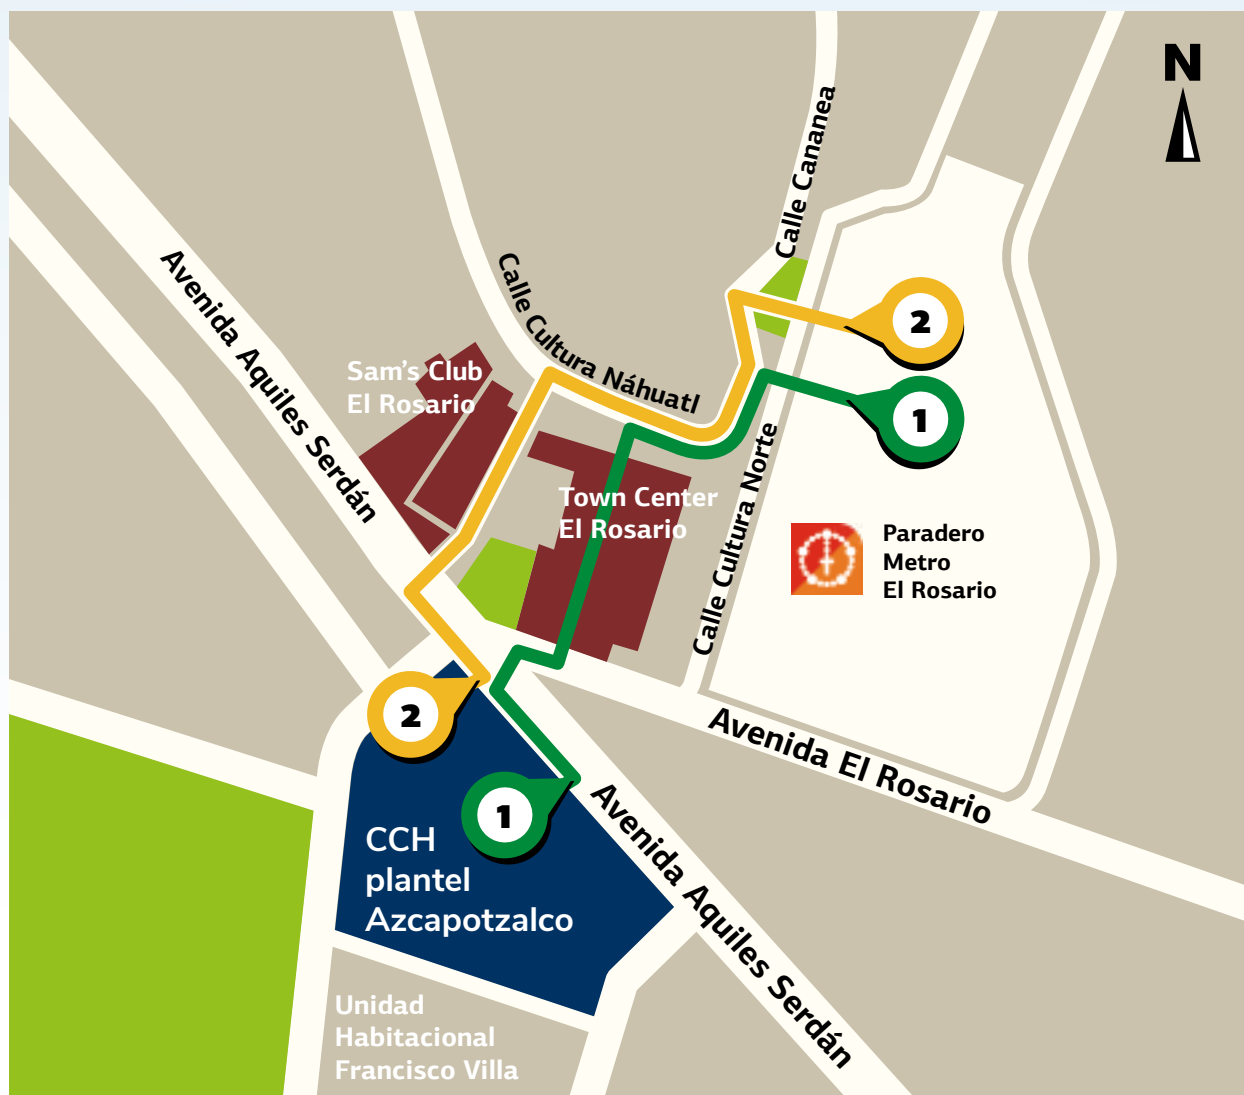 N
Calle Cananea
Avenida Aquiles Serdán
Calle Cultura Náhuatl
2
Sam's Club
El Rosario
1
Town Center
El Rosario
Calle Cultura Norte
Paradero
Metro
El Rosario
2
Avenida El Rosario
1
CCH
plantel
Azcapotzalco
Avenida Aquiles Serdán
Unidad
Habitacional
Francisco Villa